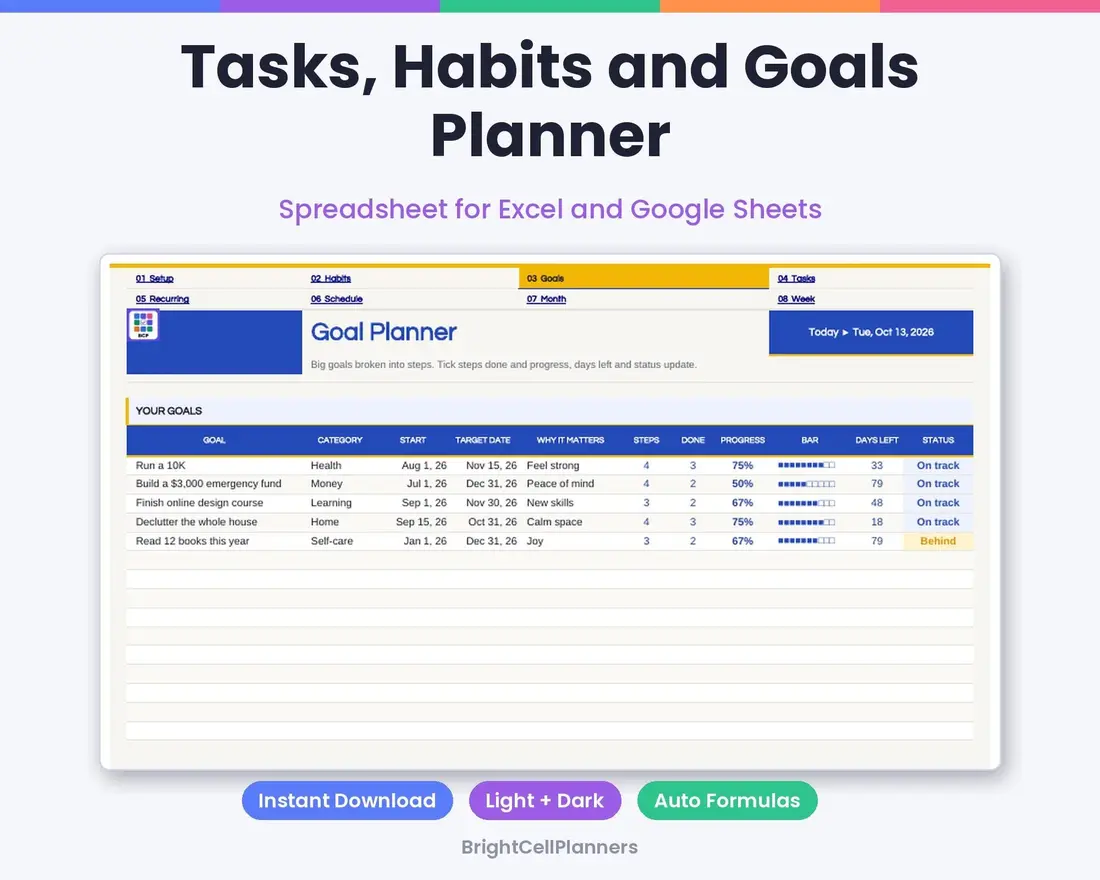 Tasks, Habits and Goals
Planner
Spreadsheet for Excel and Google Sheets
01 Setup 02 Habits 03 Goals 04 Tasks
05 Recurring 06 Schedule 07 Month 08 Week
BCP
Goal Planner
Today ► Tue, Oct 13, 2026
Big goals broken into steps. Tick steps done and progress, days left and status update.
YOUR GOALS
GOAL CATEGORY START TARGET DATE WHY IT MATTERS STEPS DONE PROGRESS BAR DAYS LEFT STATUS
Run a 10K Health Aug 1, 26 Nov 15, 26 Feel strong 4 3 75% ■■■■■■■■□□ 33 On track
Build a $3,000 emergency fund Money Jul 1, 26 Dec 31, 26 Peace of mind 4 2 50% ■■■■■□□□□□ 79 On track
Finish online design course Learning Sep 1, 26 Nov 30, 26 New skills 3 2 67% ■■■■■■■□□□ 48 On track
Declutter the whole house Home Sep 15, 26 Oct 31, 26 Calm space 4 3 75% ■■■■■■■■□□ 18 On track
Read 12 books this year Self-care Jan 1, 26 Dec 31, 26 Joy 3 2 67% ■■■■■■■□□□ 79 Behind
Instant Download Light + Dark Auto Formulas
BrightCellPlanners